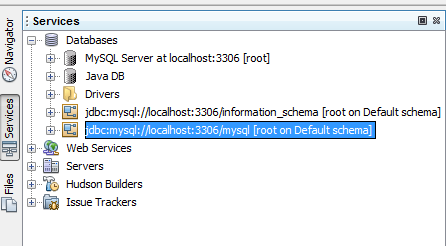 Services
Databases
MySQL Server at localhost:3306 [root]
Java DB
Drivers
jdbc:mysql://localhost:3306/information_schema [root on Default schema]
jdbc:mysql://localhost:3306/mysql [root on Default schema]
Web Services
Servers
Hudson Builders
Issue Trackers
Navigator
Services
Files